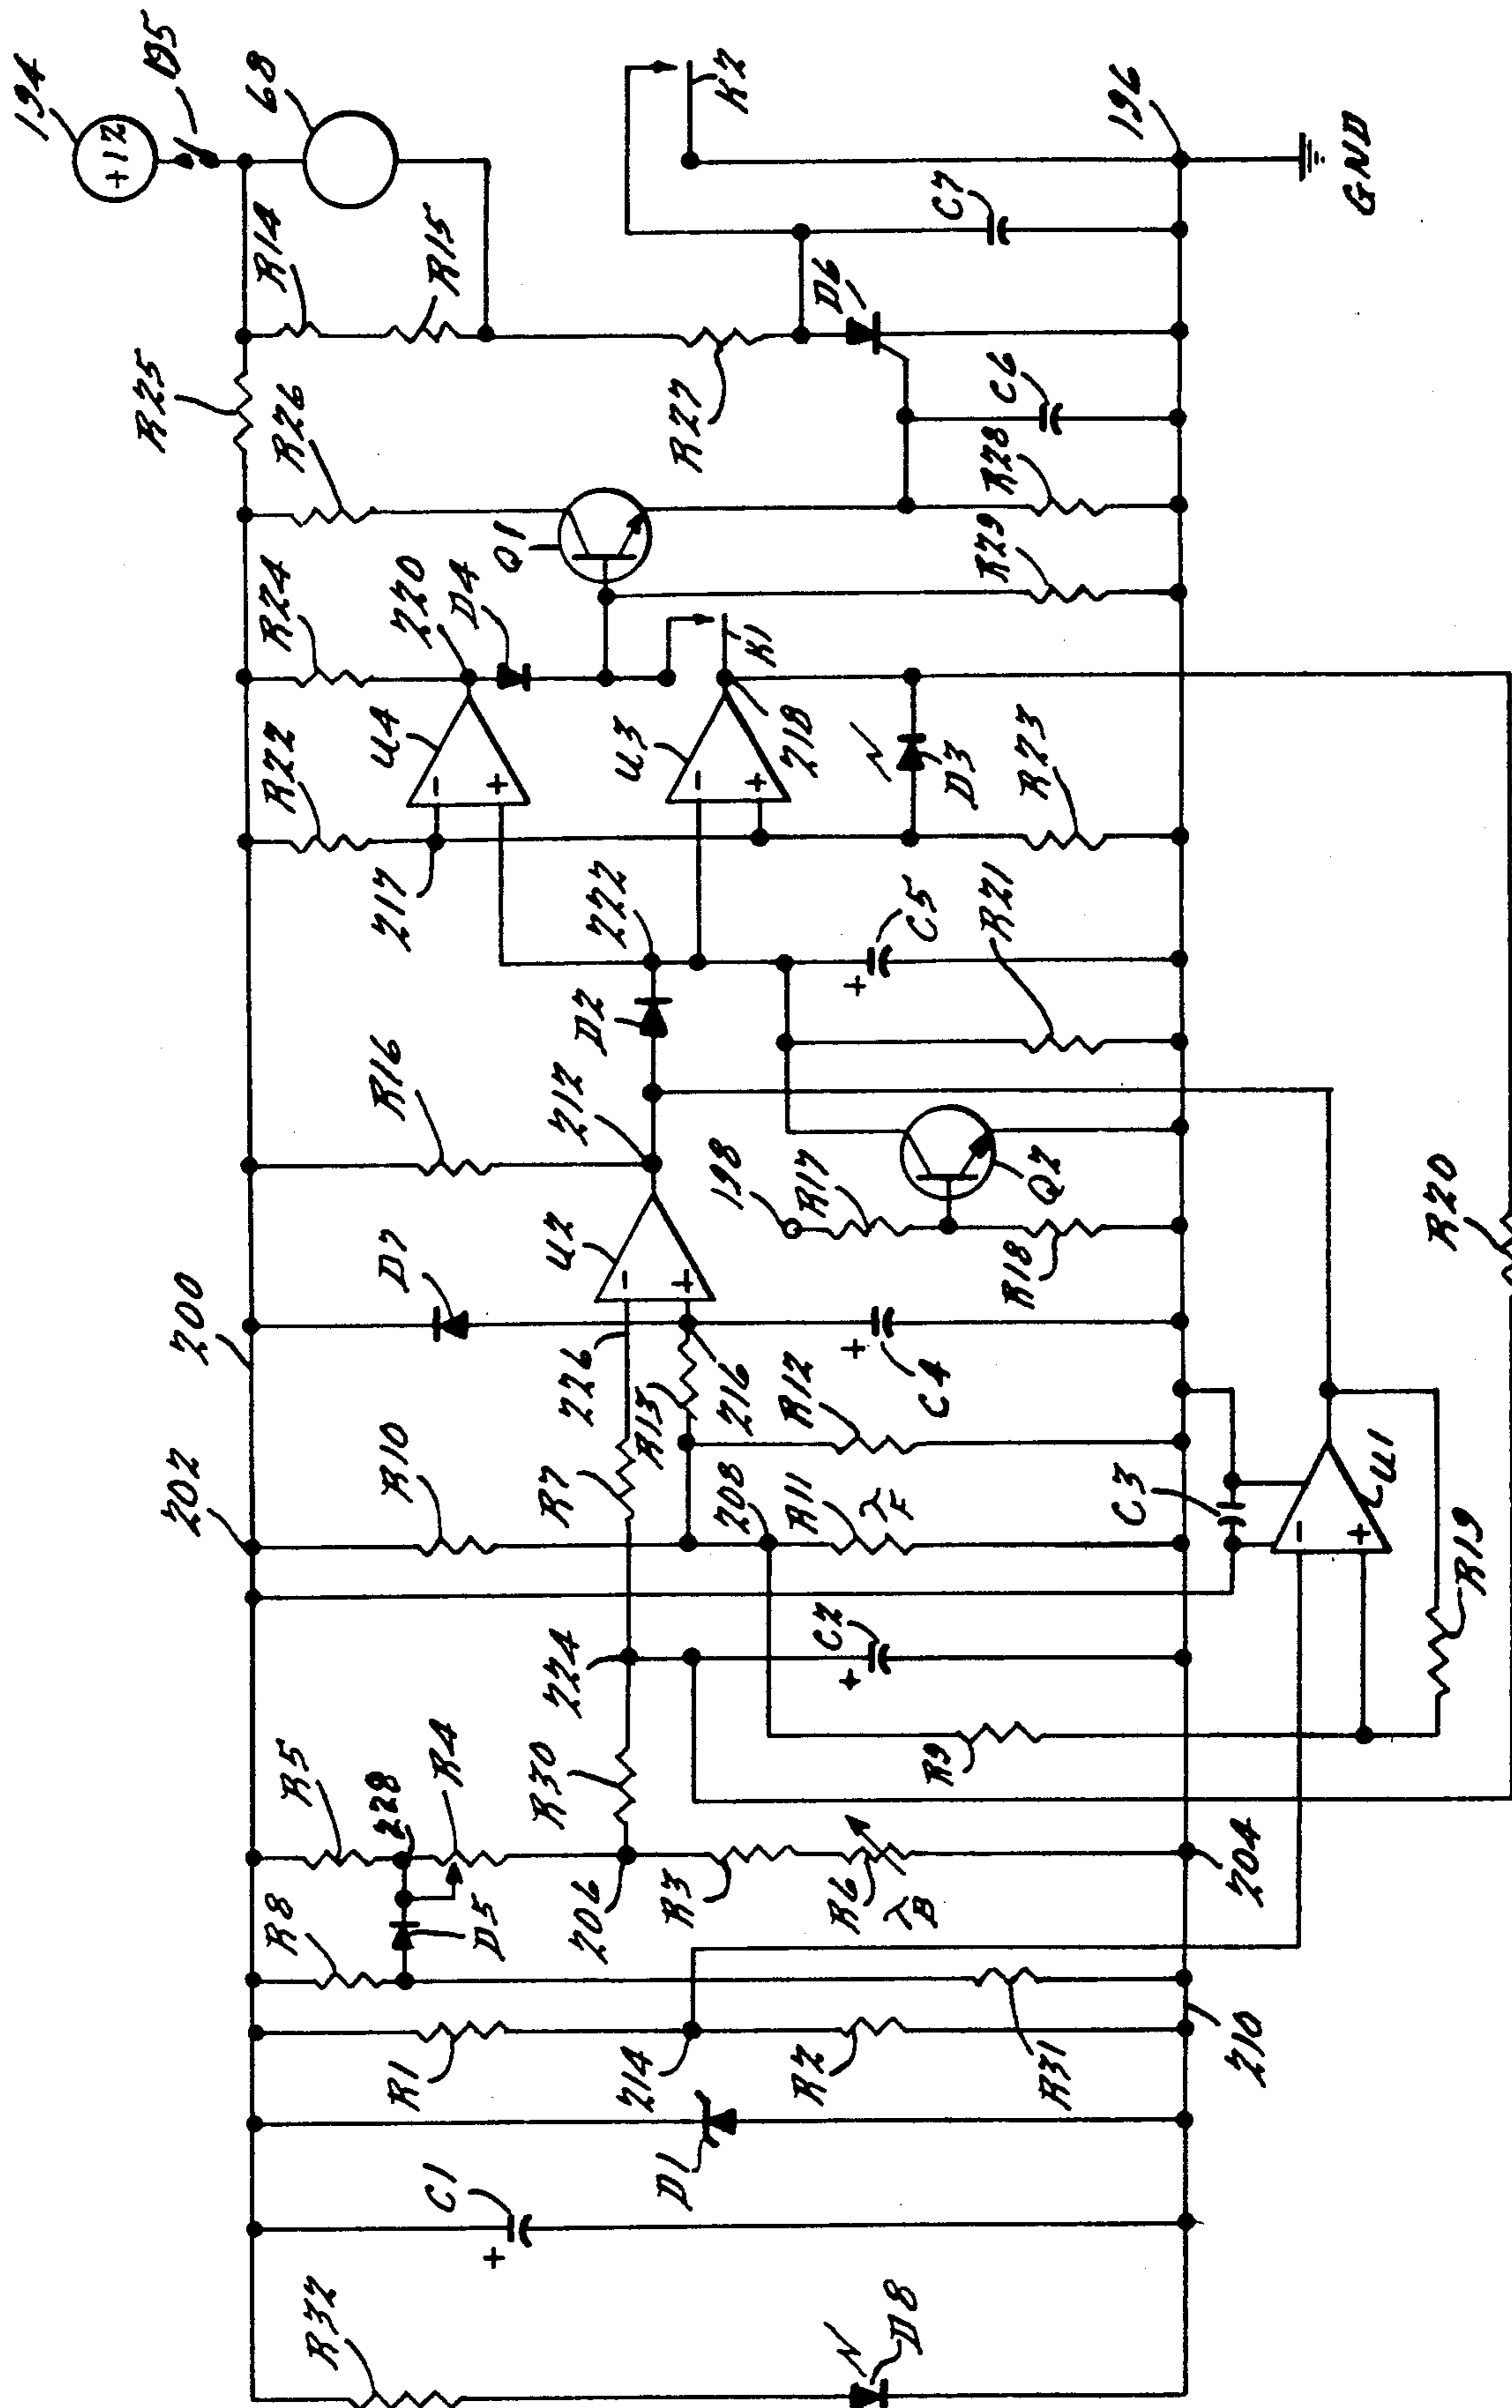 202
200
R25
194
+12
195
68
R32
C1
R1
R8
R5
228
D5
R4
R10
D7
R16
R22
R24
R26
R14
R15
220
D4
Q1
U4
217
206
R30
224
R7
226
R13
216
U2
212
D2
222
U3
K1
218
R27
D6
K2
D1
214
R2
R3
R6
λB
C2
208
R11
λF
R12
C4
198
R17
R18
Q2
C5
R21
D3
R23
R29
R28
C6
C7
D8
R31
R9
196
210
204
C3
-
+
U1
R19
R20
GND